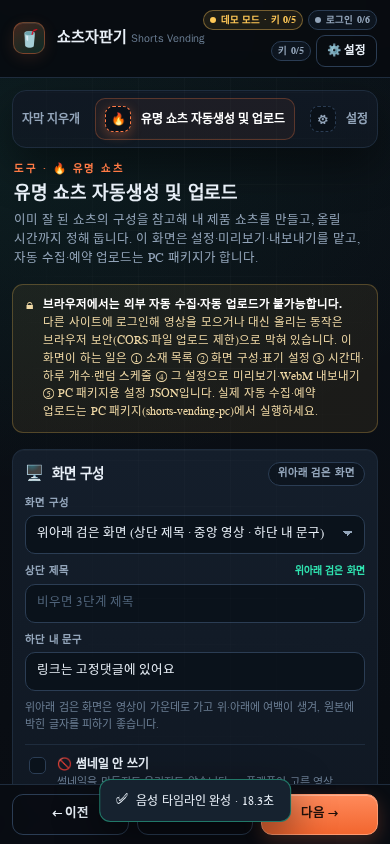 데모 모드 · 키 0/5
로그인 0/6
쇼츠자판기 Shorts Vending
키 0/5
설정
자막 지우개
유명 쇼츠 자동생성 및 업로드
설정
도구 · 유명 쇼츠
유명 쇼츠 자동생성 및 업로드
이미 잘 된 쇼츠의 구성을 참고해 내 제품 쇼츠를 만들고, 올릴
시간까지 정해 둡니다. 이 화면은 설정·미리보기·내보내기를 맡고,
자동 수집·예약 업로드는 PC 패키지가 합니다.
브라우저에서는 외부 자동 수집·자동 업로드가 불가능합니다.
다른 사이트에 로그인해 영상을 모으거나 대신 올리는 동작은
브라우저 보안(CORS·파일 업로드 제한)으로 막혀 있습니다. 이
화면이 하는 일은 ① 소재 목록 ② 화면 구성·표기 설정 ③ 시간대·
하루 개수·랜덤 스케줄 ④ 그 설정으로 미리보기·WebM 내보내기
⑤ PC 패키지용 설정 JSON입니다. 실제 자동 수집·예약
업로드는 PC 패키지(shorts-vending-pc)에서 실행하세요.
화면 구성
위아래 검은 화면
화면 구성
위아래 검은 화면 (상단 제목 · 중앙 영상 · 하단 내 문구)
상단 제목
위아래 검은 화면
비우면 3단계 제목
하단 내 문구
링크는 고정댓글에 있어요
위아래 검은 화면은 영상이 가운데로 가고 위·아래에 여백이 생겨, 원본에
박힌 글자를 피하기 좋습니다.
썸네일 안 쓰기
← 이전
음성 타임라인 완성 · 18.3초
다음 →